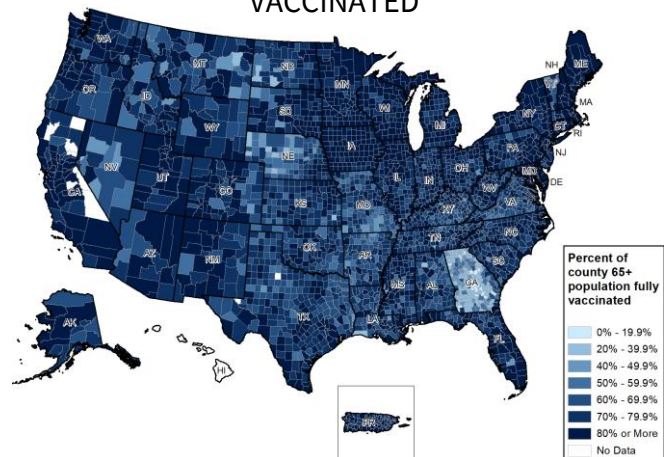 VACCINATED
WA
MT
ND
MN
OR
ID
SD
WI
MI
NH
ME
VT
NY
MA
CT
RI
WY
NE
IA
PA
NJ
NV
UT
CO
IL
IN
OH
MD
DE
CA
KS
MO
KY
WV
VA
AZ
NM
OK
AR
TN
NC
SC
TX
LA
MS
AL
GA
FL
AK
HI
PR
Percent of
county 65+
population fully
vaccinated
0% - 19.9%
20% - 39.9%
40% - 49.9%
50% - 59.9%
60% - 69.9%
70% - 79.9%
80% or More
No Data